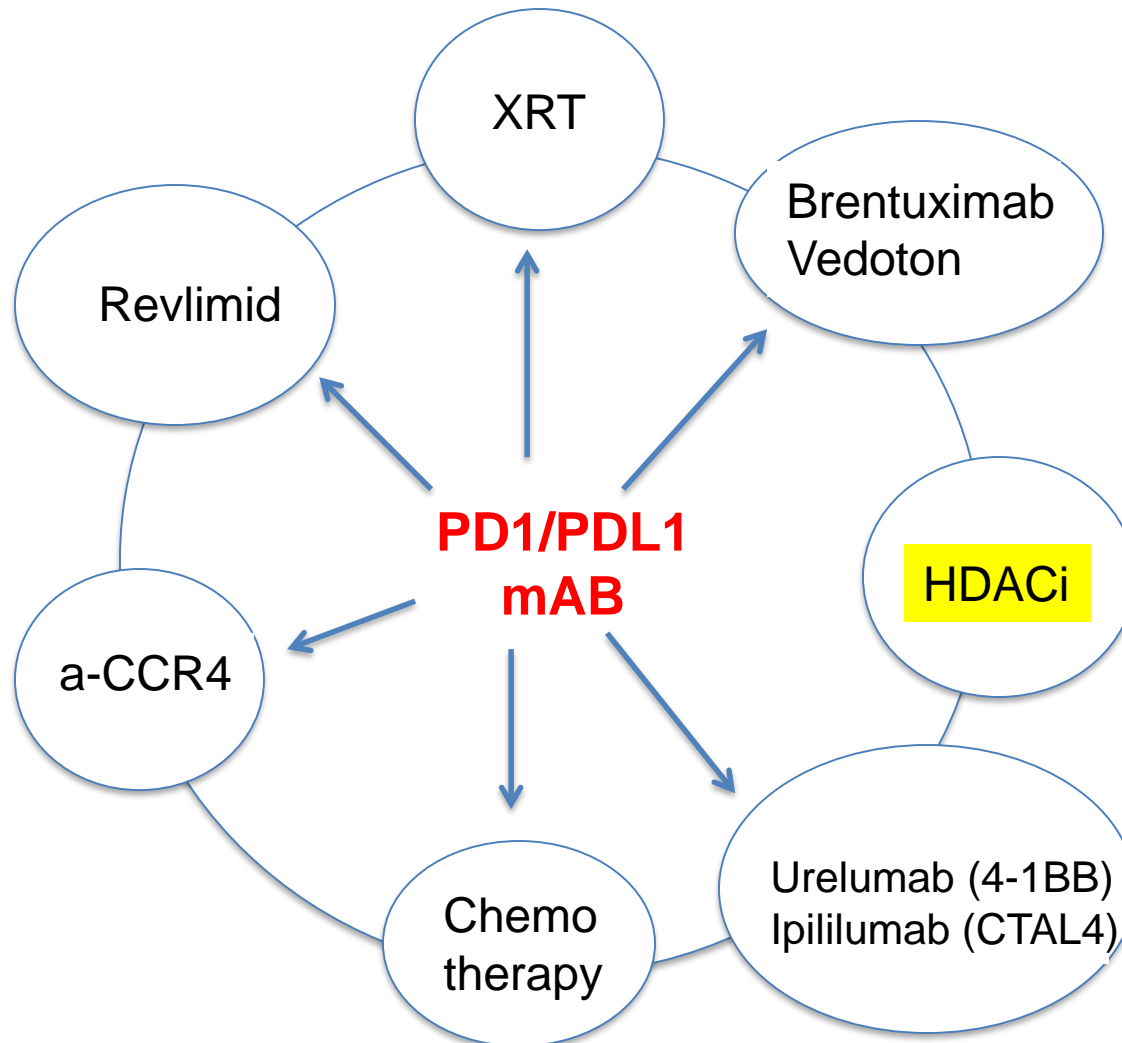 XRT
Brentuximab
Vedoton
Revlimid
PD1/PDL1
mAB
HDACi
a-CCR4
Urelumab (4-1BB)
Ipililumab (CTAL4)
Chemo
therapy